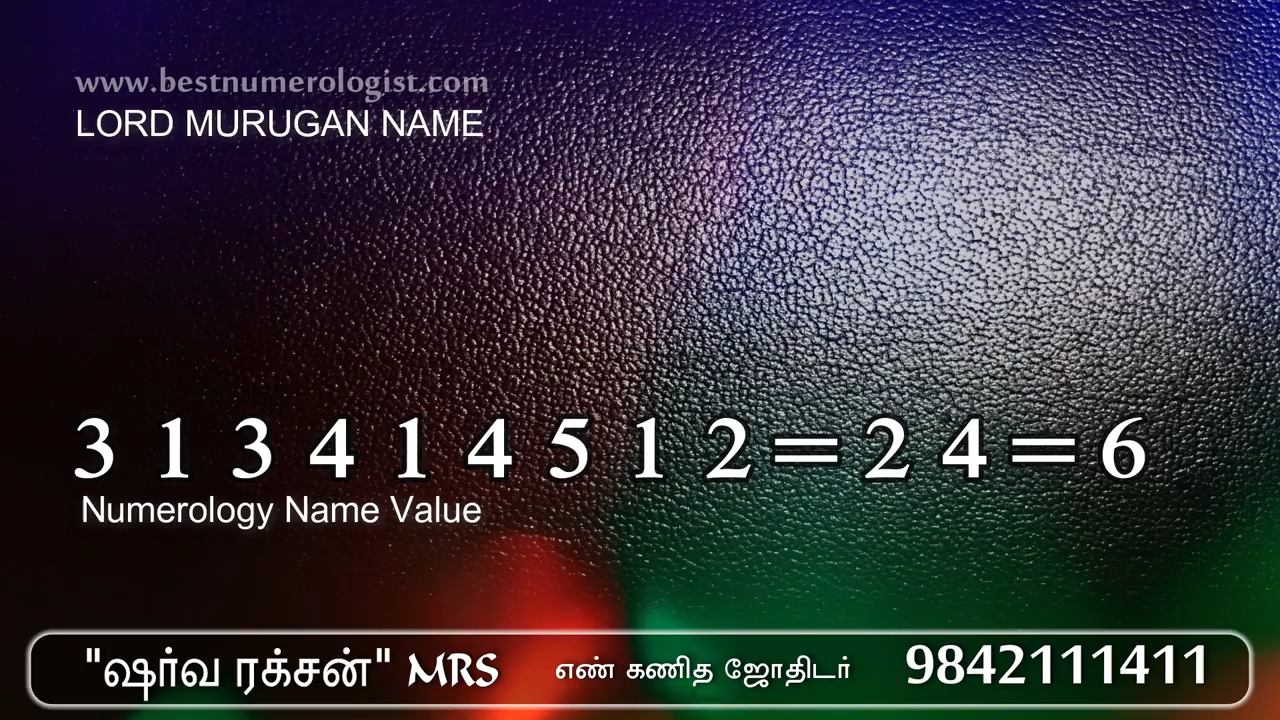 www.bestnumerologist.com
LORD MURUGAN NAME
3 1 3 4 1 4 5 1 2=2 4=6
Numerology Name Value
"ஷர்வ ரக்சன்" MRS எண் கணித ஜோதிடர் 9842111411